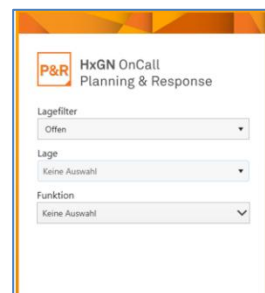 P&R
HxGN OnCall
Planning & Response
Lagefilter
Offen
Lage
Keine Auswahl
Funktion
Keine Auswahl